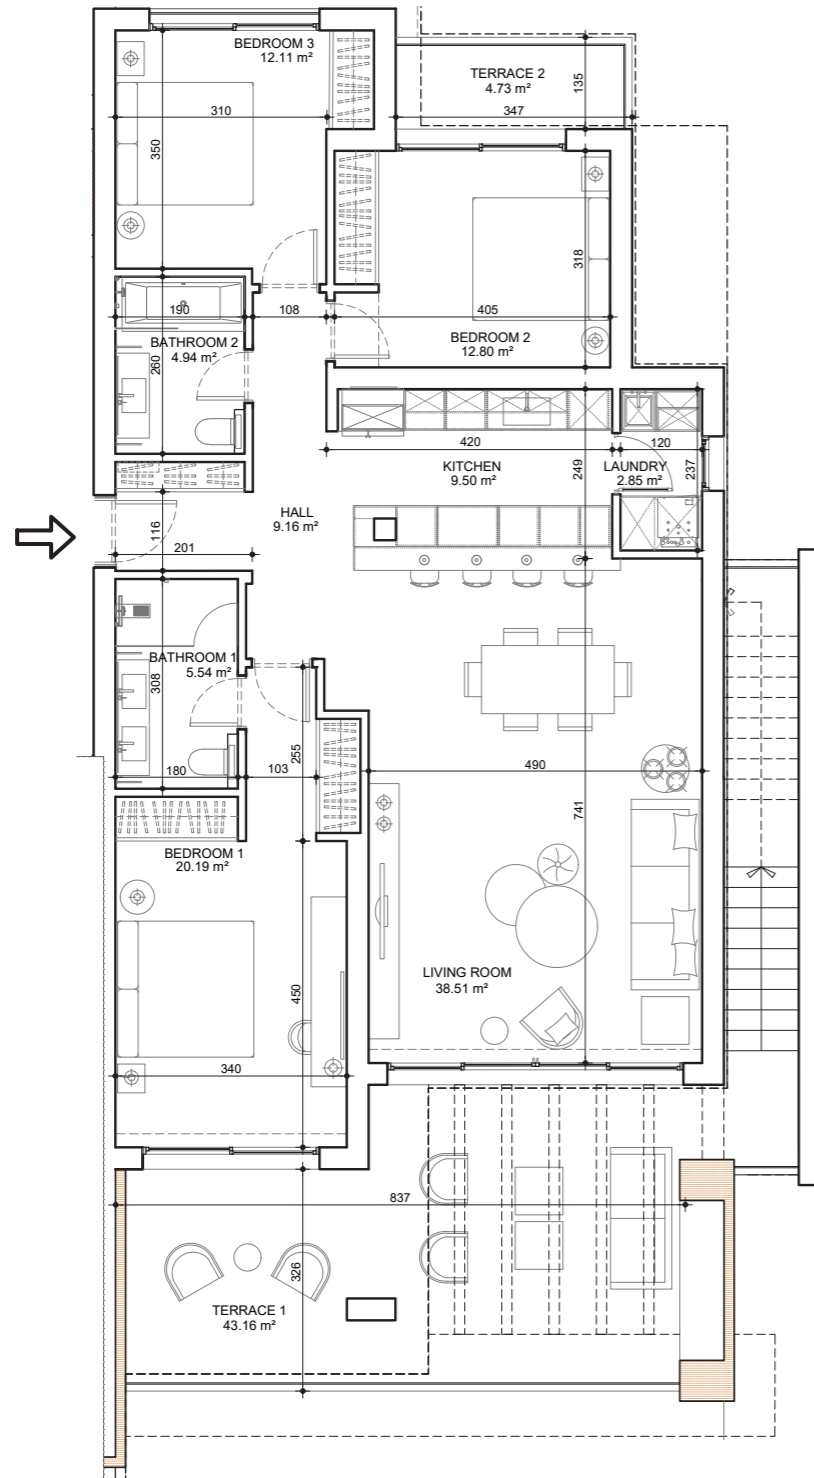 BEDROOM 3
12.11 m²
TERRACE 2
4.73 m²
135
310
347
350
318
190
108
405
BATHROOM 2
4.94 m²
BEDROOM 2
12.80 m²
260
420
120
KITCHEN
9.50 m²
249
LAUNDRY
2.85 m²
237
HALL
9.16 m²
116
201
BATHROOM 1
5.54 m²
308
255
180
103
490
741
BEDROOM 1
20.19 m²
LIVING ROOM
38.51 m²
450
340
837
326
TERRACE 1
43.16 m²